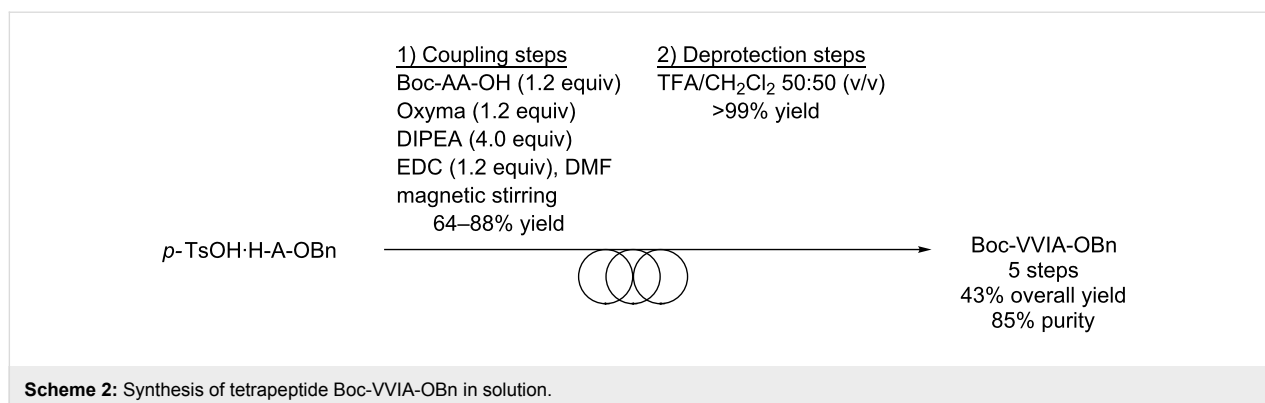 1) Coupling steps
Boc-AA-OH (1.2 equiv)
Oxyma (1.2 equiv)
DIPEA (4.0 equiv)
EDC (1.2 equiv), DMF
magnetic stirring
64–88% yield
2) Deprotection steps
TFA/CH₂Cl₂ 50:50 (v/v)
>99% yield
p-TsOH·H-A-OBn
Boc-VVIA-OBn
5 steps
43% overall yield
85% purity
Scheme 2: Synthesis of tetrapeptide Boc-VVIA-OBn in solution.